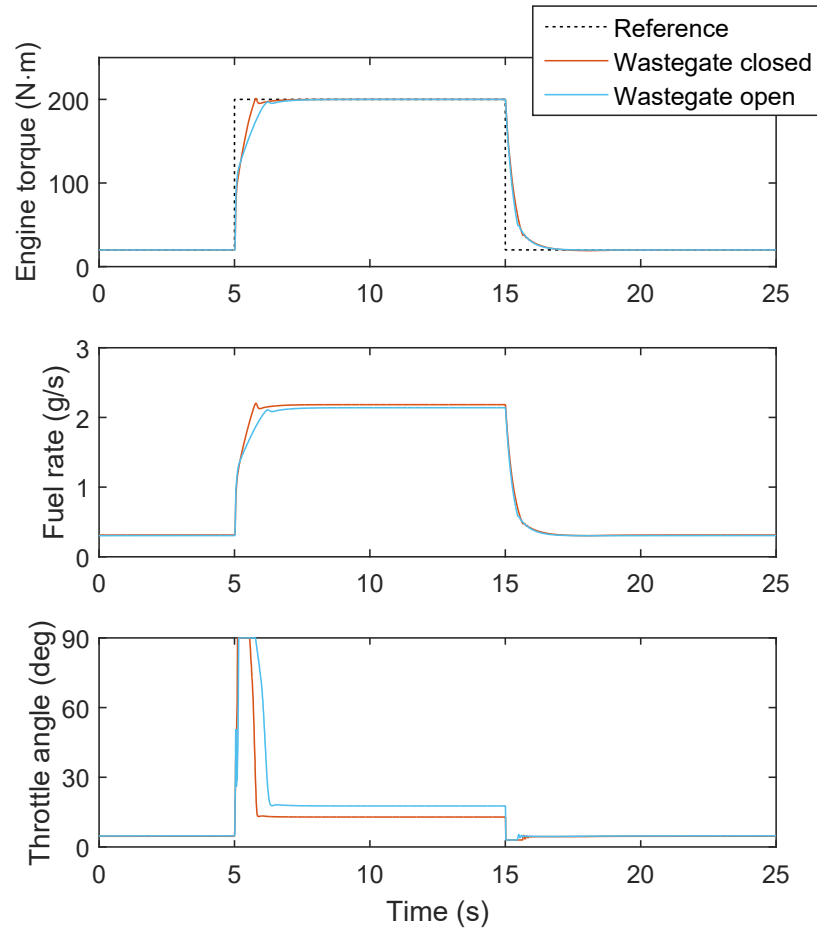 Reference
Wastegate closed
Wastegate open
Engine torque (N·m)
200
100
0
0 5 10 15 20 25
Fuel rate (g/s)
3
2
1
0
0 5 10 15 20 25
Throttle angle (deg)
90
60
30
0
0 5 10 15 20 25
Time (s)